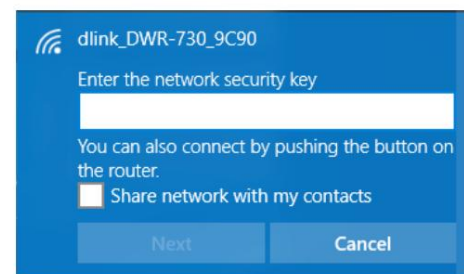 dlink_DWR-730_9C90
Enter the network security key
You can also connect by pushing the button on
the router.
Share network with my contacts
Next
Cancel